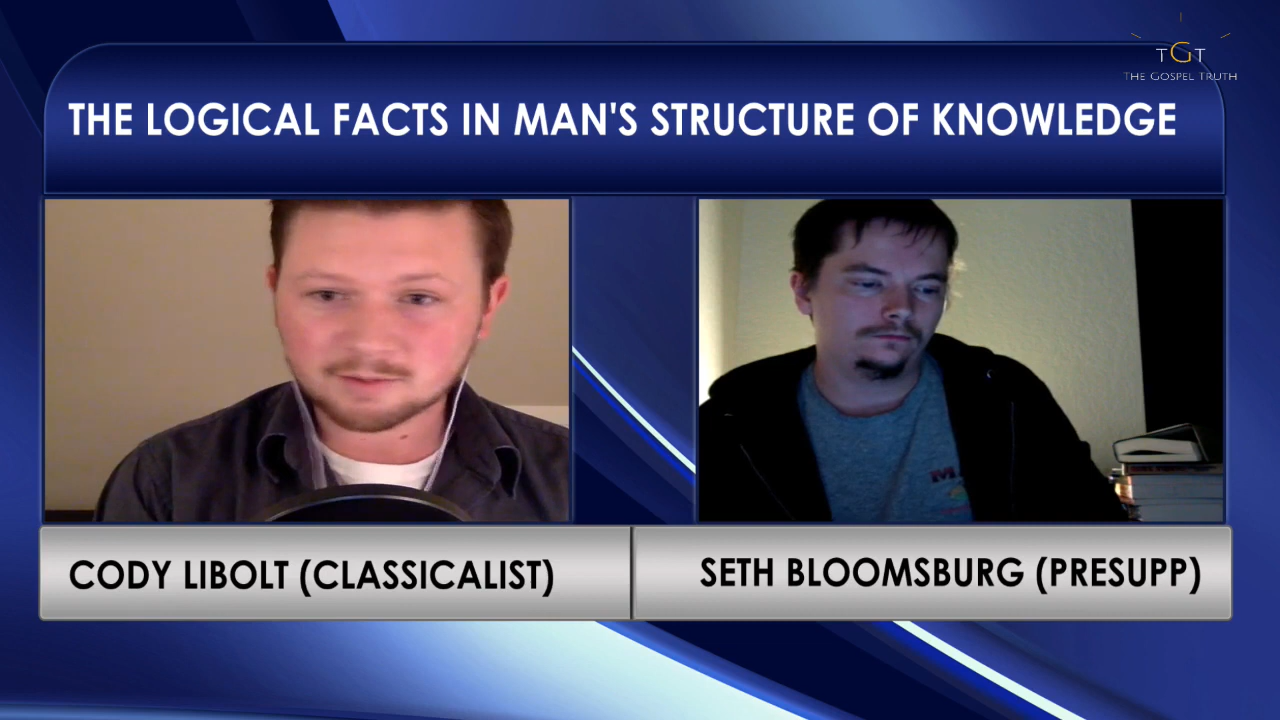 TGT
THE GOSPEL TRUTH
THE LOGICAL FACTS IN MAN'S STRUCTURE OF KNOWLEDGE
CODY LIBOLT (CLASSICALIST)
SETH BLOOMSBURG (PRESUPP)